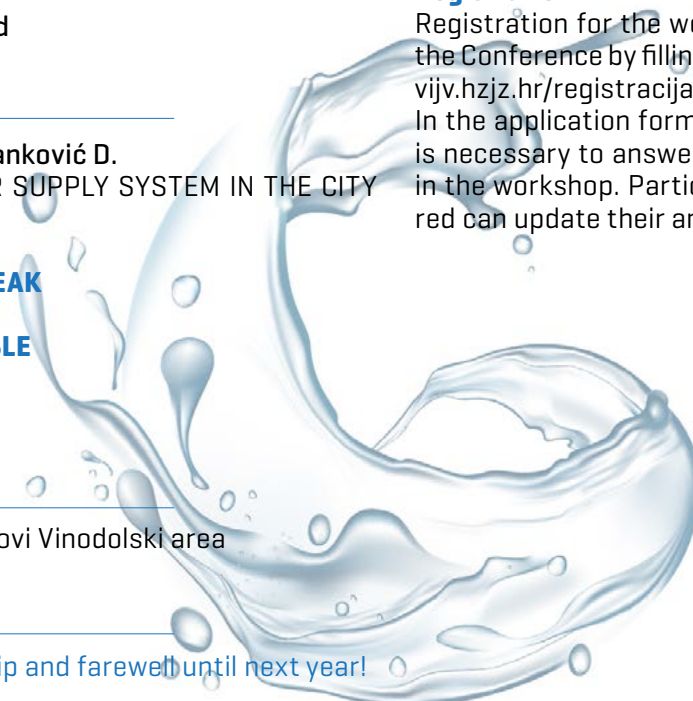 d
anković D.
R SUPPLY SYSTEM IN THE CITY
EAK
BLE
ovi Vinodolski area
ip and farewell until next year!
Registration for the wo
the Conference by fillin
vijv.hzjz.hr/registracija
In the application form
is necessary to answe
in the workshop. Partic
red can update their an